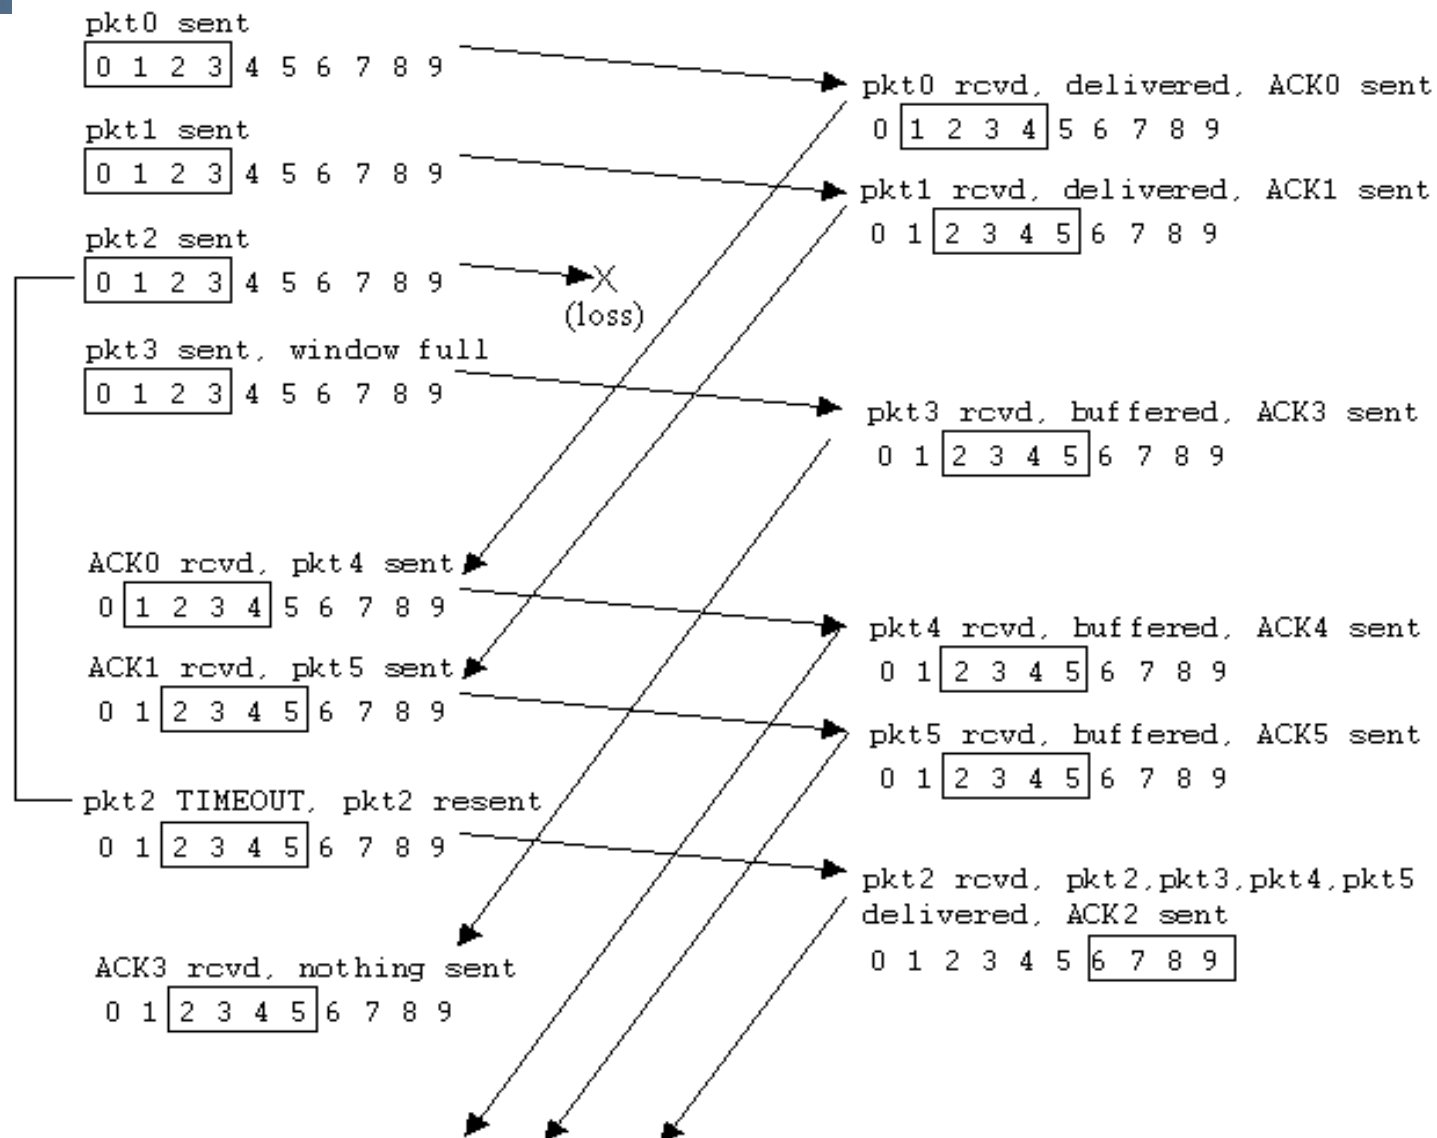 pkt0 sent
0 1 2 3 4 5 6 7 8 9
pkt0 rcvd, delivered, ACK0 sent
0 1 2 3 4 5 6 7 8 9
pkt1 sent
0 1 2 3 4 5 6 7 8 9
pkt1 rcvd, delivered, ACK1 sent
0 1 2 3 4 5 6 7 8 9
pkt2 sent
0 1 2 3 4 5 6 7 8 9
X
(loss)
pkt3 sent, window full
0 1 2 3 4 5 6 7 8 9
pkt3 rcvd, buffered, ACK3 sent
0 1 2 3 4 5 6 7 8 9
ACK0 rcvd, pkt4 sent
0 1 2 3 4 5 6 7 8 9
pkt4 rcvd, buffered, ACK4 sent
0 1 2 3 4 5 6 7 8 9
ACK1 rcvd, pkt5 sent
0 1 2 3 4 5 6 7 8 9
pkt5 rcvd, buffered, ACK5 sent
0 1 2 3 4 5 6 7 8 9
pkt2 TIMEOUT, pkt2 resent
0 1 2 3 4 5 6 7 8 9
pkt2 rcvd, pkt2,pkt3,pkt4,pkt5
delivered, ACK2 sent
0 1 2 3 4 5 6 7 8 9
ACK3 rcvd, nothing sent
0 1 2 3 4 5 6 7 8 9